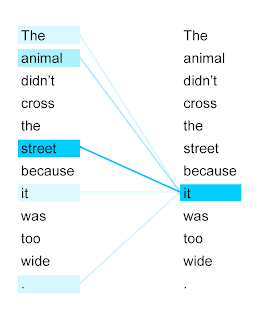 The
animal
didn't
cross
the
street
because
it
was
too
wide
.
The
animal
didn't
cross
the
street
because
it
was
too
wide
.